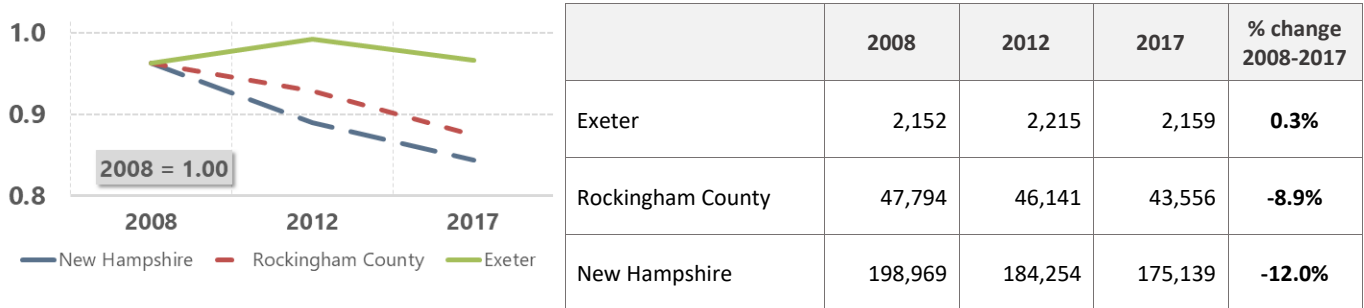 1.0
0.9
0.8
2008 = 1.00
2008 2012 2017
New Hampshire Rockingham County Exeter
2008 2012 2017 % change
2008-2017
Exeter 2,152 2,215 2,159 0.3%
Rockingham County 47,794 46,141 43,556 -8.9%
New Hampshire 198,969 184,254 175,139 -12.0%